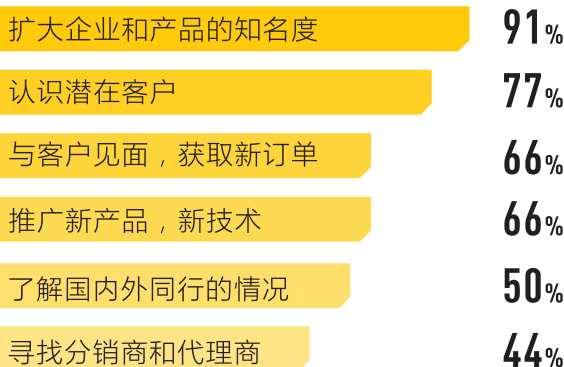 扩大企业和产品的知名度 91%
认识潜在客户 77%
与客户见面，获取新订单 66%
推广新产品，新技术 66%
了解国内外同行的情况 50%
寻找分销商和代理商 44%